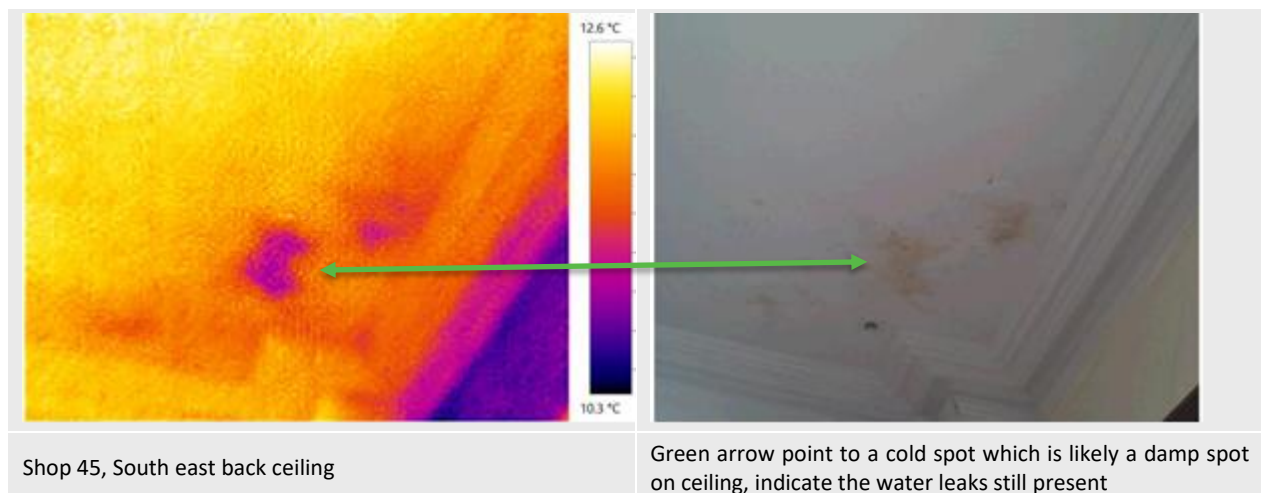 12.6 °C
10.3 °C
Shop 45, South east back ceiling
Green arrow point to a cold spot which is likely a damp spot
on ceiling, indicate the water leaks still present